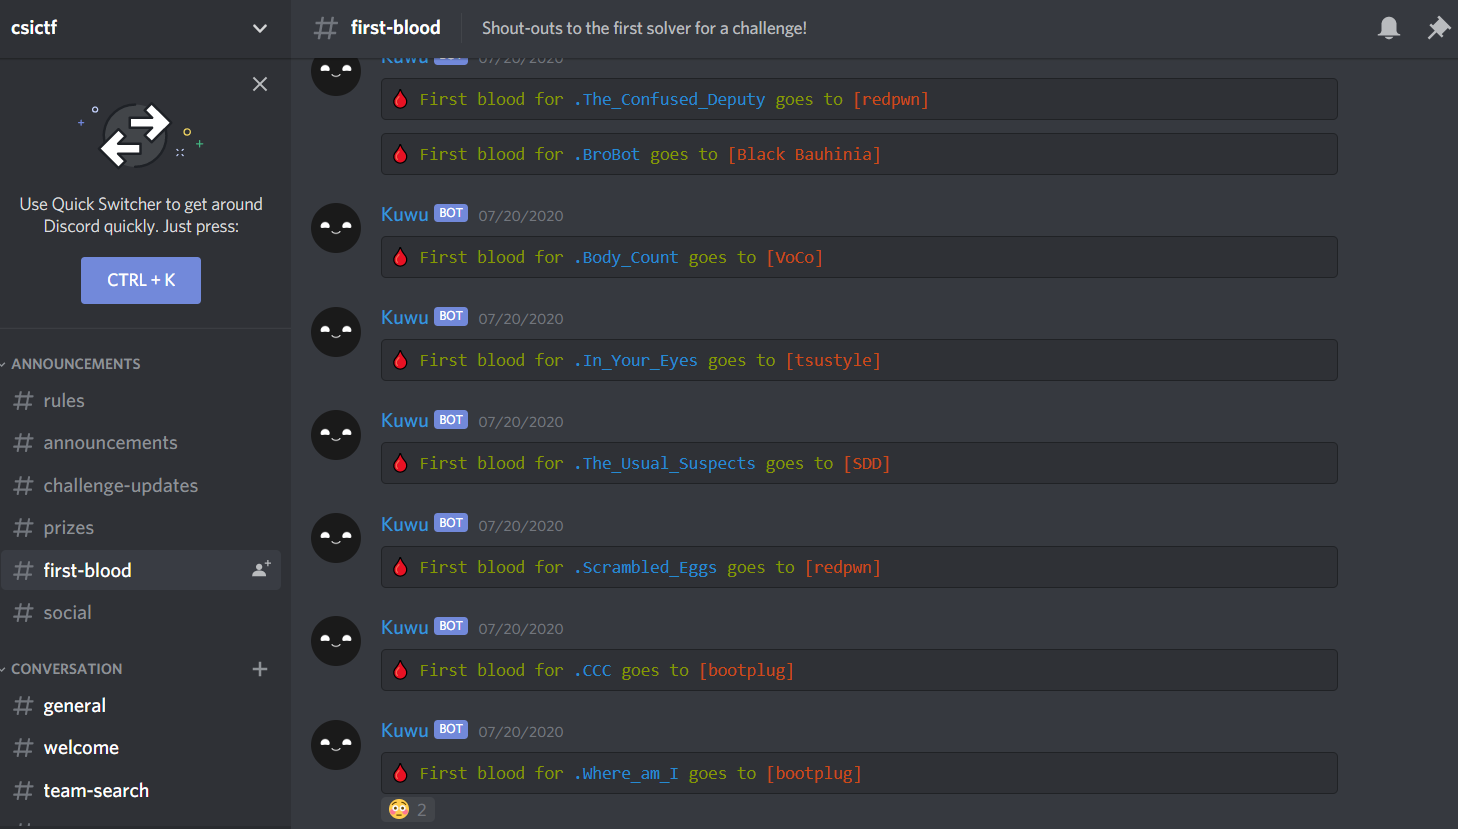 csictf
Use Quick Switcher to get around
Discord quickly. Just press:
CTRL + K
ANNOUNCEMENTS
# rules
# announcements
# challenge-updates
# prizes
# first-blood
# social
CONVERSATION
# general
# welcome
# team-search
# first-blood
Shout-outs to the first solver for a challenge!
Kuwu BOT 07/20/2020
🩸 First blood for .The_Confused_Deputy goes to [redpwn]
🩸 First blood for .BroBot goes to [Black Bauhinia]
Kuwu BOT 07/20/2020
🩸 First blood for .Body_Count goes to [VoCo]
Kuwu BOT 07/20/2020
🩸 First blood for .In_Your_Eyes goes to [tsustyle]
Kuwu BOT 07/20/2020
🩸 First blood for .The_Usual_Suspects goes to [SDD]
Kuwu BOT 07/20/2020
🩸 First blood for .Scrambled_Eggs goes to [redpwn]
Kuwu BOT 07/20/2020
🩸 First blood for .CCC goes to [bootplug]
Kuwu BOT 07/20/2020
🩸 First blood for .Where_am_I goes to [bootplug]
😳 2